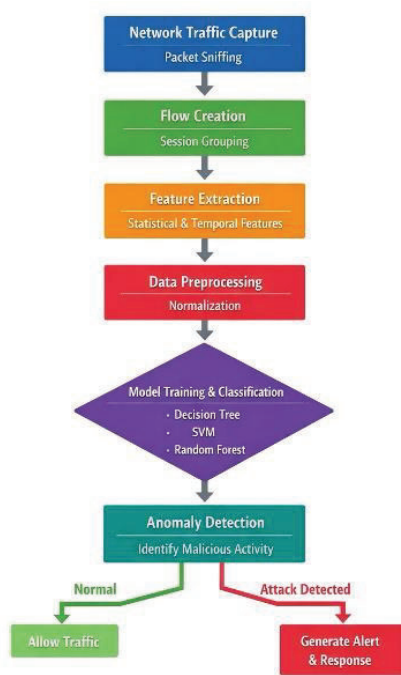 Network Traffic Capture
Packet Sniffing
Flow Creation
Session Grouping
Feature Extraction
Statistical & Temporal Features
Data Preprocessing
Normalization
Model Training & Classification
• Decision Tree
• SVM
• Random Forest
Anomaly Detection
Identify Malicious Activity
Normal
Attack Detected
Allow Traffic
Generate Alert
& Response